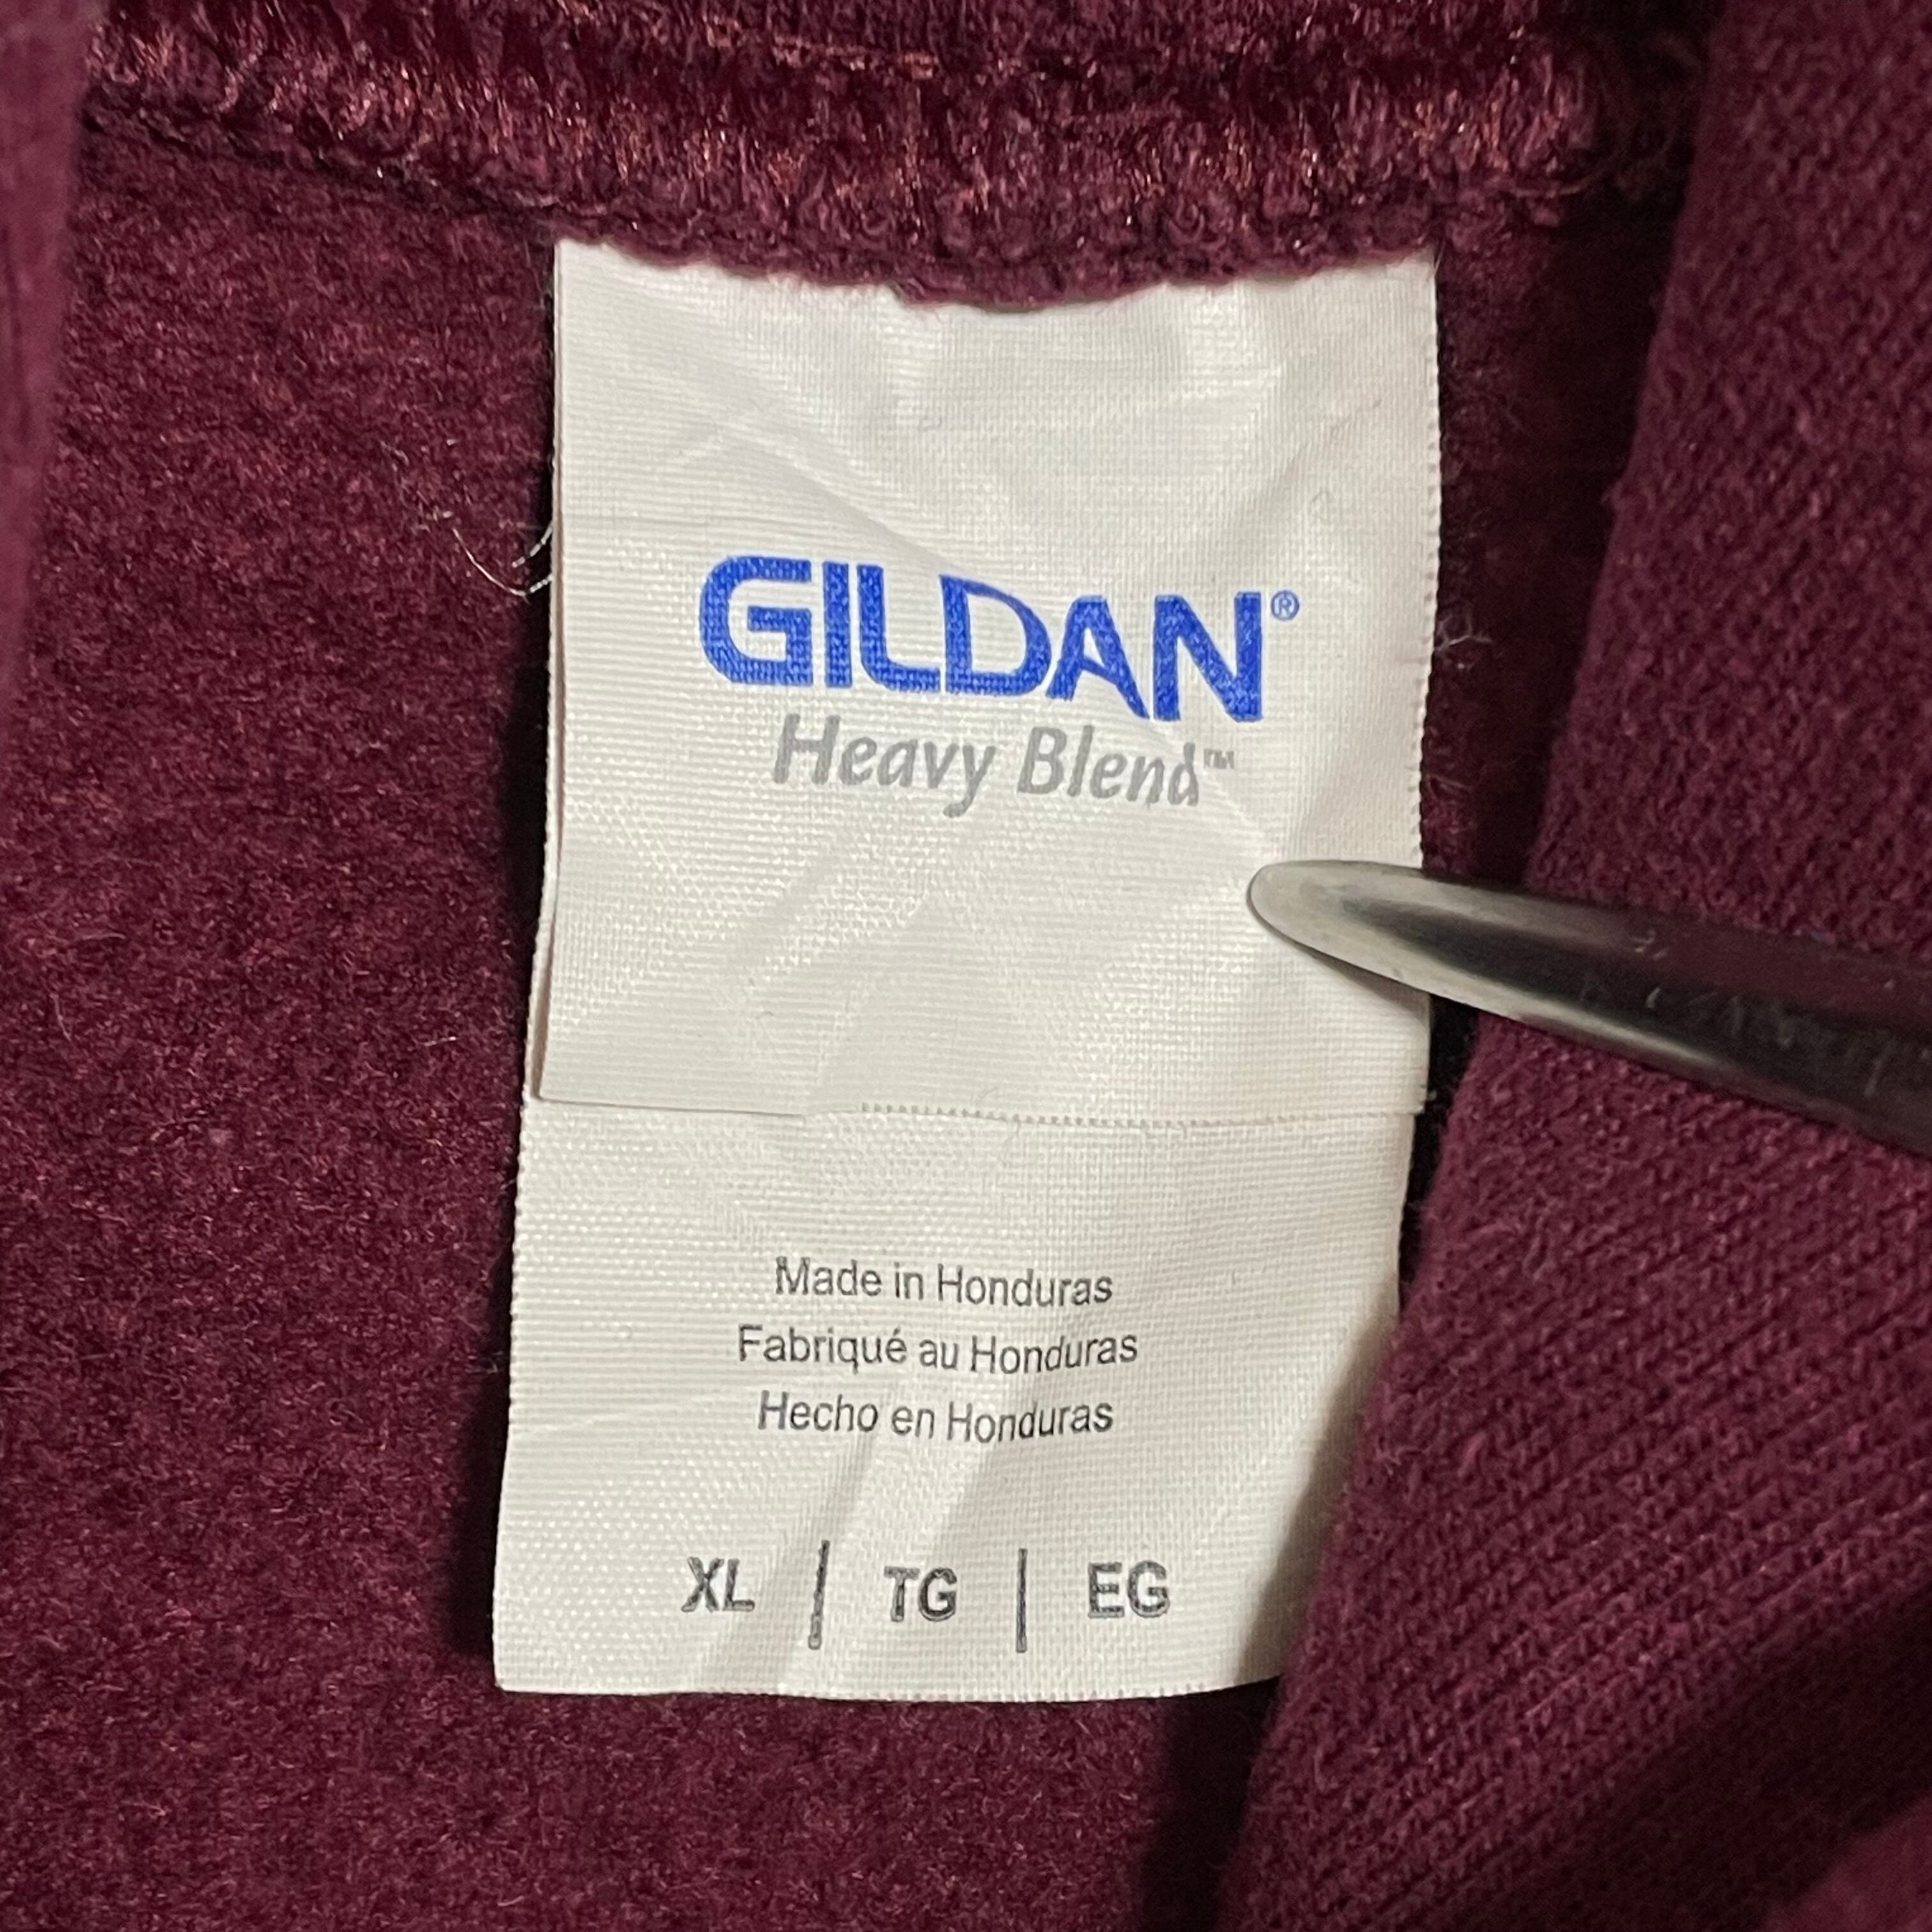 GILDAN®
Heavy Blend™
Made in Honduras
Fabriqué au Honduras
Hecho en Honduras
XL | TG | EG